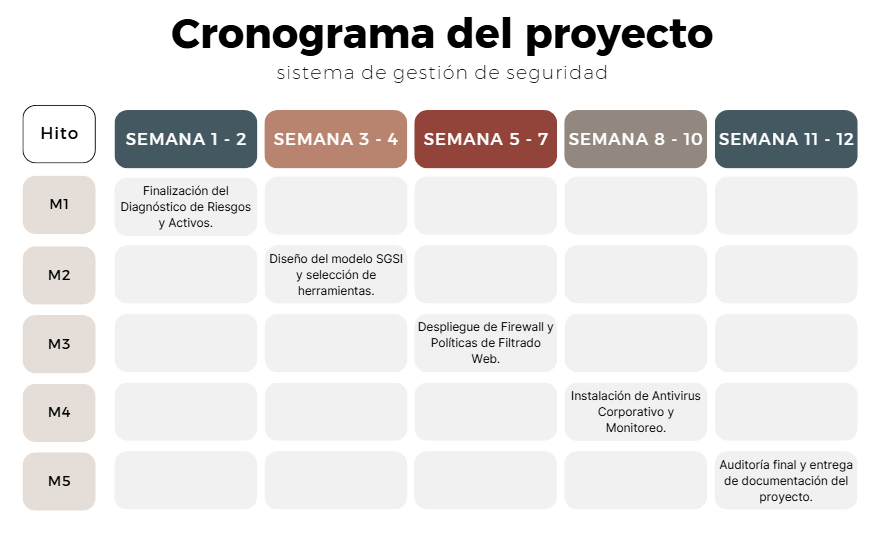 Cronograma del proyecto
sistema de gestión de seguridad
Hito
SEMANA 1 - 2
SEMANA 3 - 4
SEMANA 5 - 7
SEMANA 8 - 10
SEMANA 11 - 12
M1
Finalización del
Diagnóstico de Riesgos
y Activos.
M2
Diseño del modelo SGSI
y selección de
herramientas.
M3
Despliegue de Firewall y
Políticas de Filtrado
Web.
M4
Instalación de Antivirus
Corporativo y
Monitoreo.
M5
Auditoría final y entrega
de documentación del
proyecto.